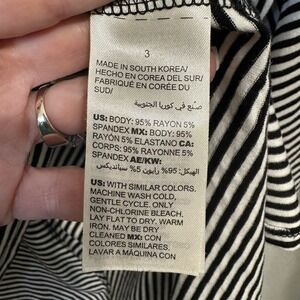 3
MADE IN SOUTH KOREA/
HECHO EN COREA DEL SUR/
FABRIQUÉ EN CORÉE DU
SUD/
صنع في كوريا الجنوبية
US: BODY: 95% RAYON 5%
SPANDEX MX: BODY: 95%
RAYÓN 5% ELASTANO CA:
CORPS: 95% RAYONNE 5%
SPANDEX AE/KW:
الهيكل: 95% رايون 5% سباندیکس
US: WITH SIMILAR COLORS.
MACHINE WASH COLD,
GENTLE CYCLE. ONLY
NON-CHLORINE BLEACH.
LAY FLAT TO DRY. WARM
IRON. MAY BE DRY
CLEANED MX: CON
COLORES SIMILARES.
LAVAR A MÁQUINA CON